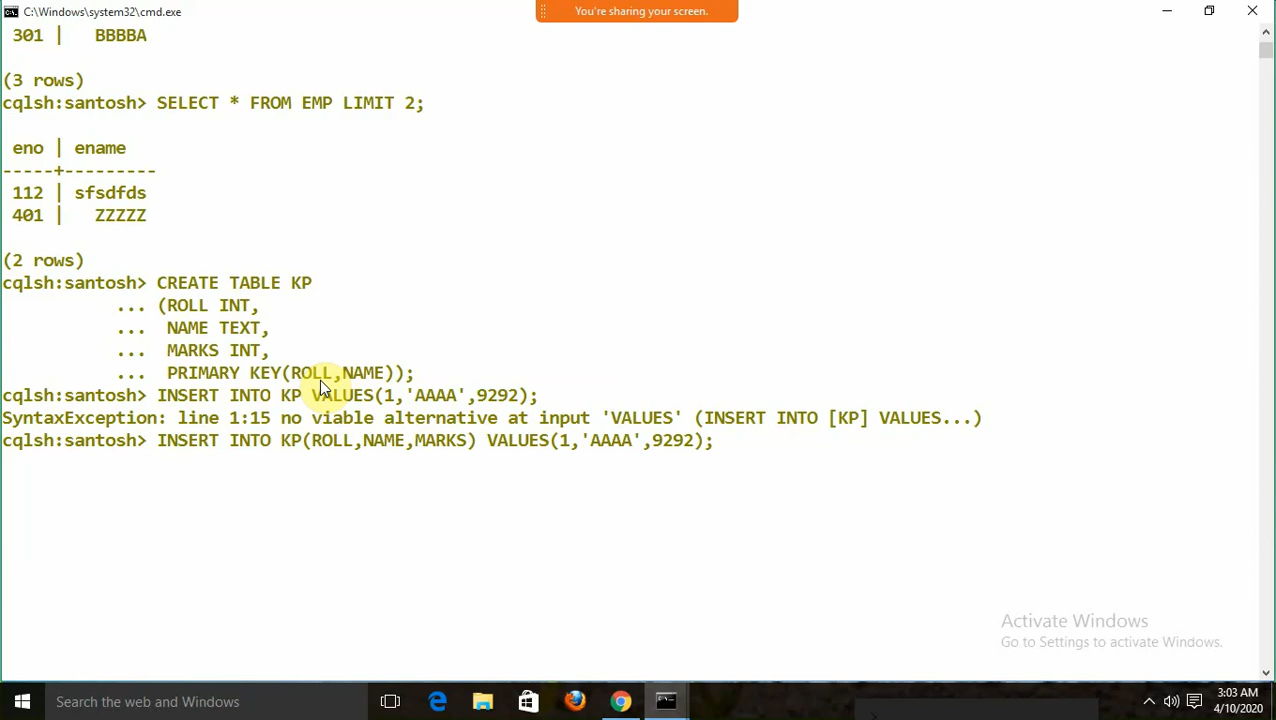 C:\Windows\system32\cmd.exe
You're sharing your screen.
301 | BBBBA
(3 rows)
cqlsh:santosh> SELECT * FROM EMP LIMIT 2;
eno | ename
-----+---------
112 | sfsdfds
401 | ZZZZZ
(2 rows)
cqlsh:santosh> CREATE TABLE KP
... (ROLL INT,
... NAME TEXT,
... MARKS INT,
... PRIMARY KEY(ROLL,NAME));
cqlsh:santosh> INSERT INTO KP VALUES(1,'AAAA',9292);
SyntaxException: line 1:15 no viable alternative at input 'VALUES' (INSERT INTO [KP] VALUES...)
cqlsh:santosh> INSERT INTO KP(ROLL,NAME,MARKS) VALUES(1,'AAAA',9292);
Activate Windows
Go to Settings to activate Windows.
Search the web and Windows
3:03 AM
4/10/2020